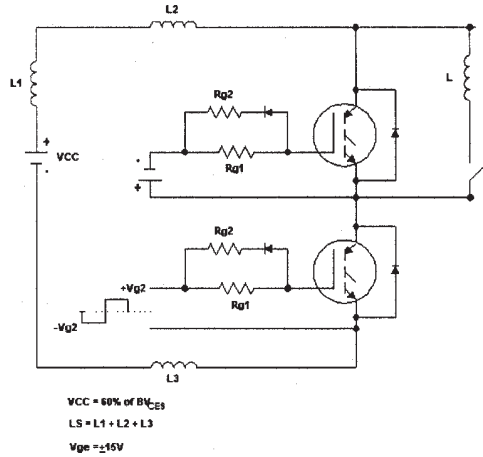 L2
L1
L
Rg2
+
VCC
-
-
+
Rg1
Rg2
+Vg2
Rg1
-Vg2
L3
VCC = 60% of BVCES
LS = L1 + L2 + L3
Vge = ±15V